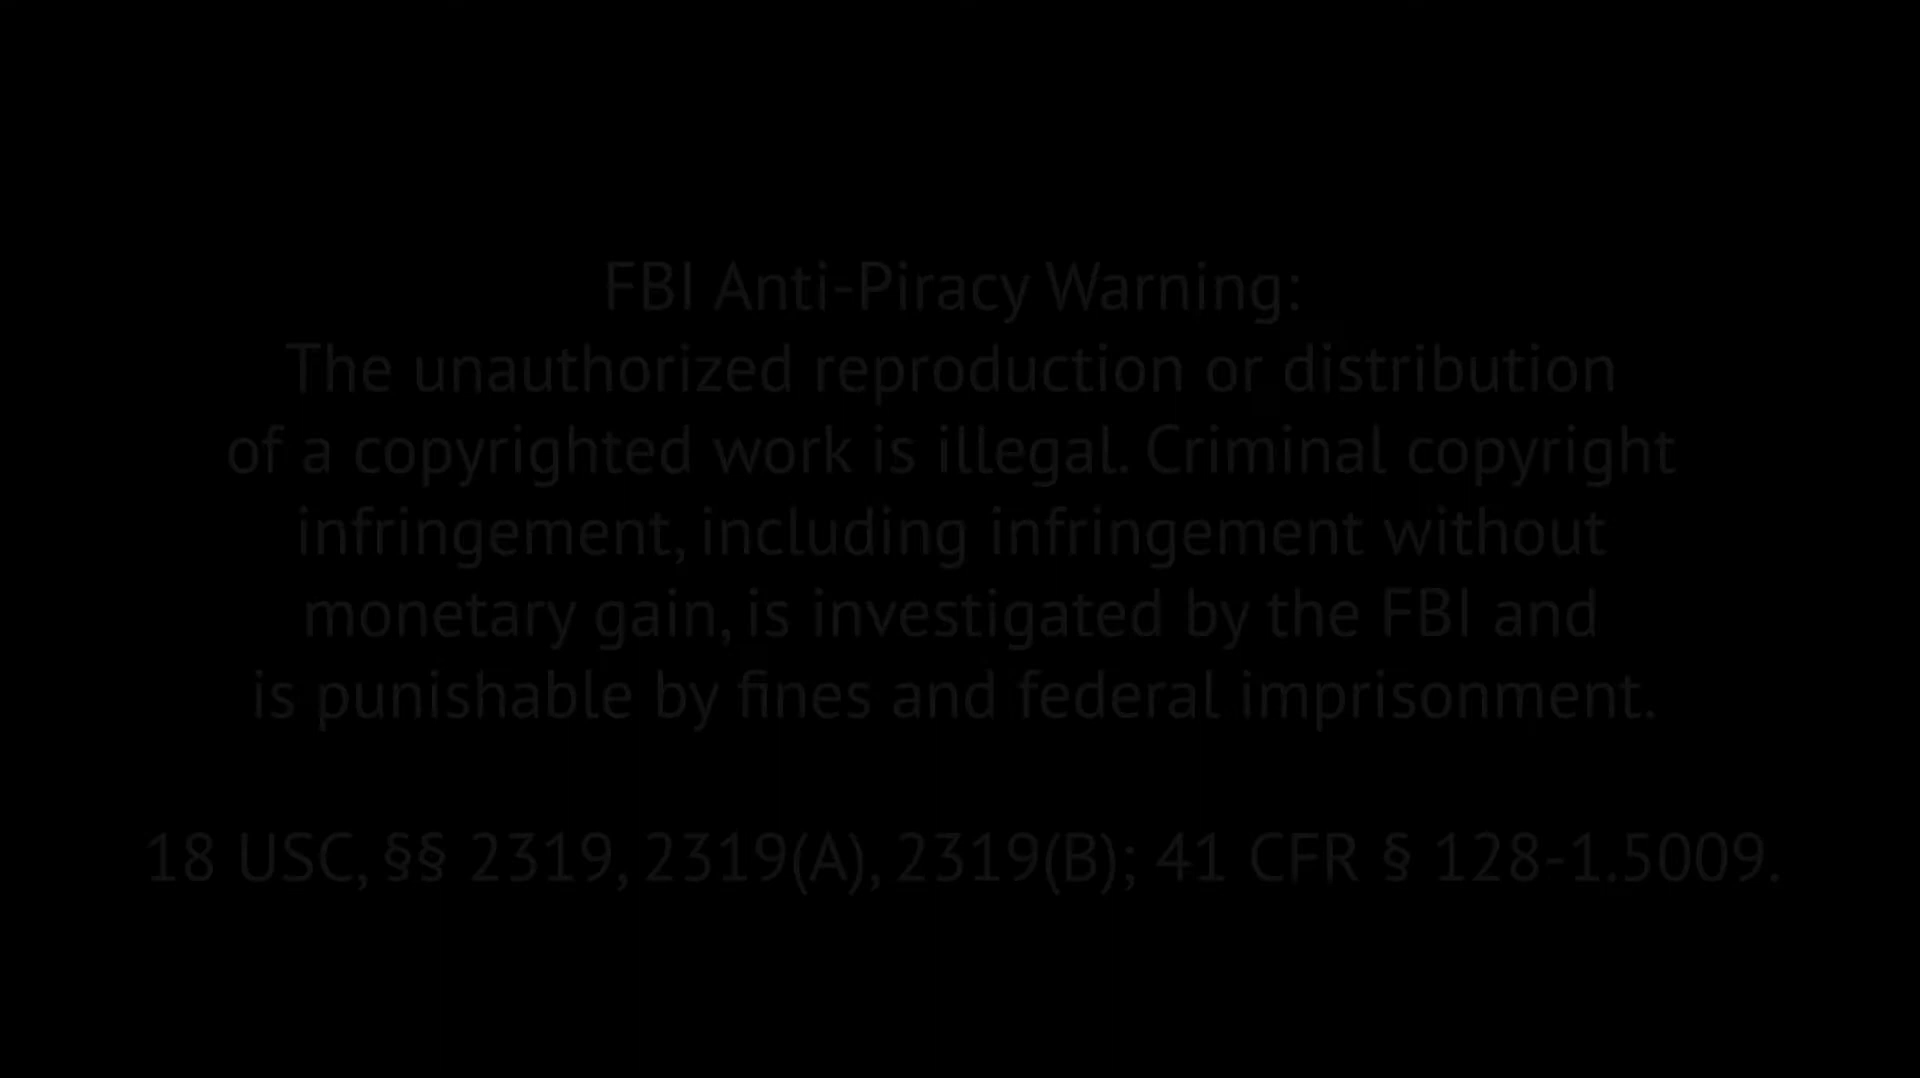 FBI Anti-Piracy Warning:
The unauthorized reproduction or distribution
of a copyrighted work is illegal. Criminal copyright
infringement, including infringement without
monetary gain, is investigated by the FBI and
is punishable by fines and federal imprisonment.
18 USC, §§ 2319, 2319(A), 2319(B); 41 CFR § 128-1.5009.